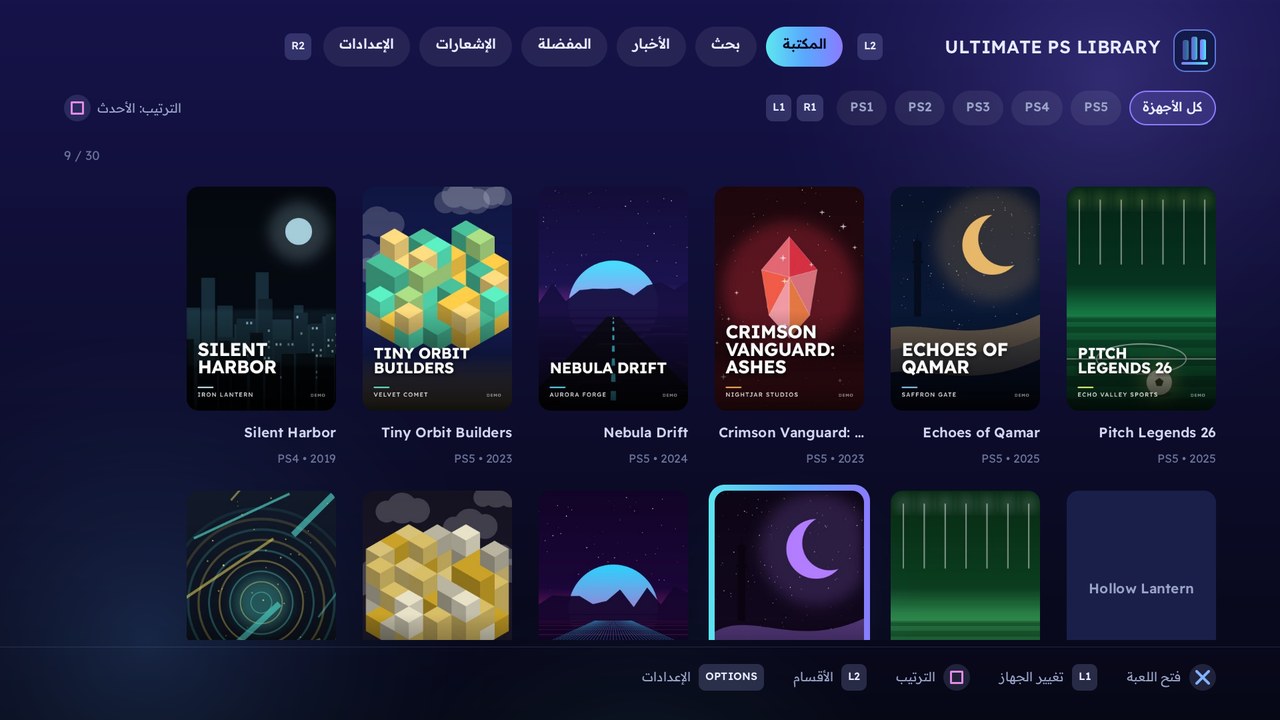 ULTIMATE PS LIBRARY
L2
المكتبة
بحث
الأخبار
المفضلة
الإشعارات
الإعدادات
R2
كل الأجهزة
PS5
PS4
PS3
PS2
PS1
R1
L1
الترتيب: الأحدث
9 / 30
PITCH
LEGENDS 26
ECHO VALLEY SPORTS
DEMO
Pitch Legends 26
PS5 • 2025
ECHOES OF
QAMAR
SAFFRON GATE
DEMO
Echoes of Qamar
PS5 • 2025
CRIMSON
VANGUARD:
ASHES
NIGHTJAR STUDIOS
DEMO
Crimson Vanguard: ...
PS5 • 2023
NEBULA DRIFT
AURORA FORGE
DEMO
Nebula Drift
PS5 • 2024
TINY ORBIT
BUILDERS
VELVET COMET
DEMO
Tiny Orbit Builders
PS5 • 2023
SILENT
HARBOR
IRON LANTERN
DEMO
Silent Harbor
PS4 • 2019
Hollow Lantern
فتح اللعبة
L1
تغيير الجهاز
الترتيب
L2
الأقسام
OPTIONS
الإعدادات